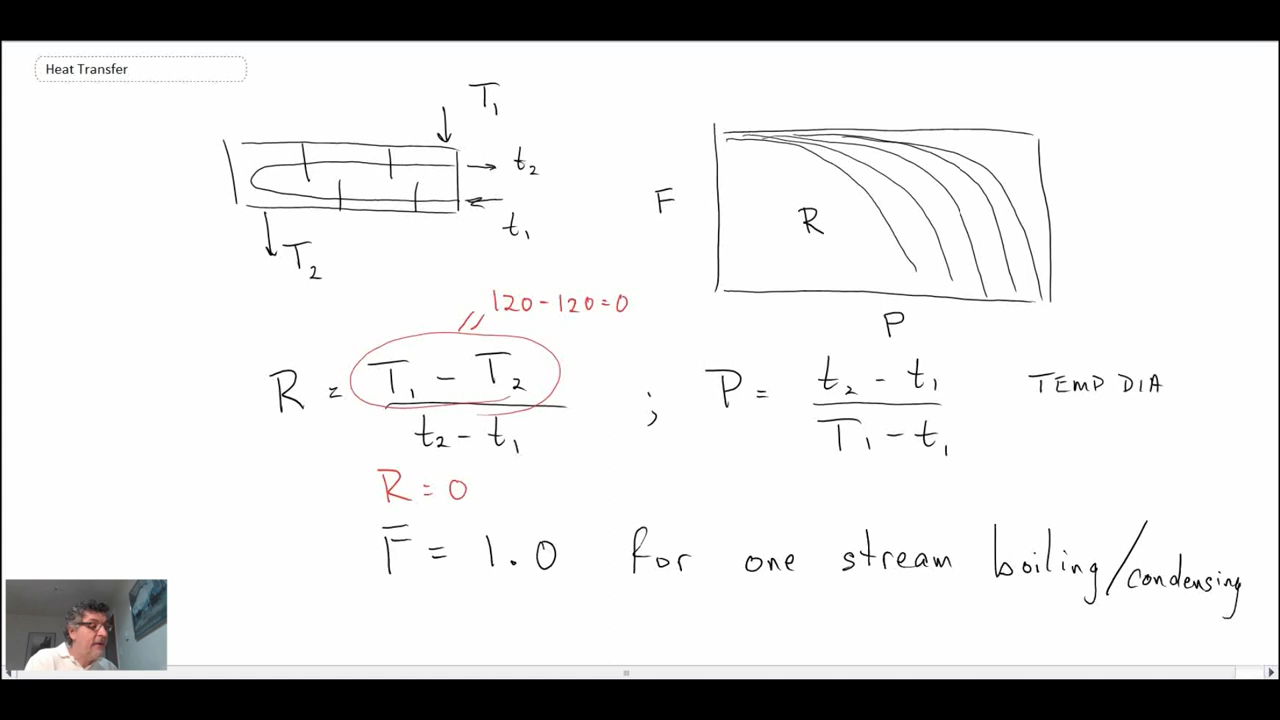 Heat Transfer
T₁
t₂
t₁
T₂
F
R
P
120 - 120 = 0
R = T₁ - T₂ / t₂ - t₁ ; P = t₂ - t₁ / T₁ - t₁ TEMP DIA
R = 0
F = 1.0 for one stream boiling/condensing